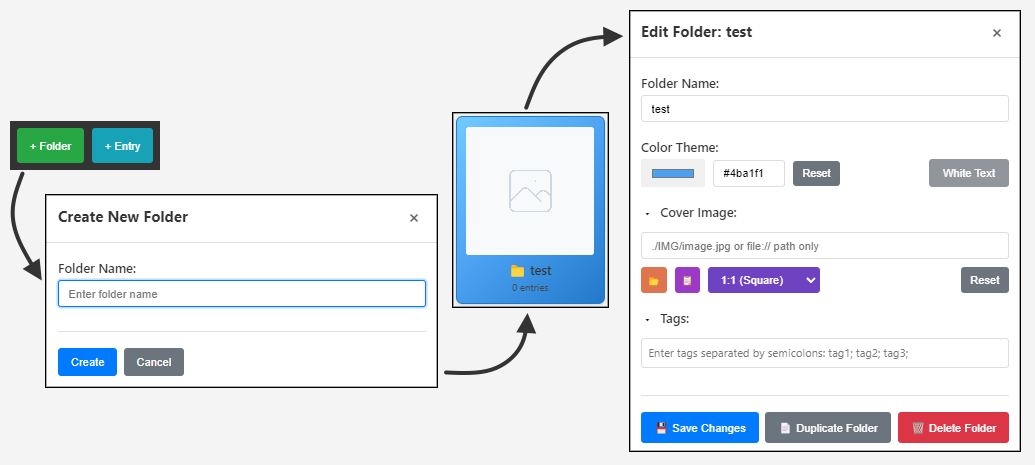 + Folder
+ Entry
Create New Folder ×
Folder Name:
Enter folder name
Create
Cancel
test
0 entries
Edit Folder: test ×
Folder Name:
test
Color Theme:
#4ba1f1
Reset
White Text
Cover Image:
./IMG/image.jpg or file:// path only
1:1 (Square)
Reset
Tags:
Enter tags separated by semicolons: tag1; tag2; tag3;
Save Changes
Duplicate Folder
Delete Folder